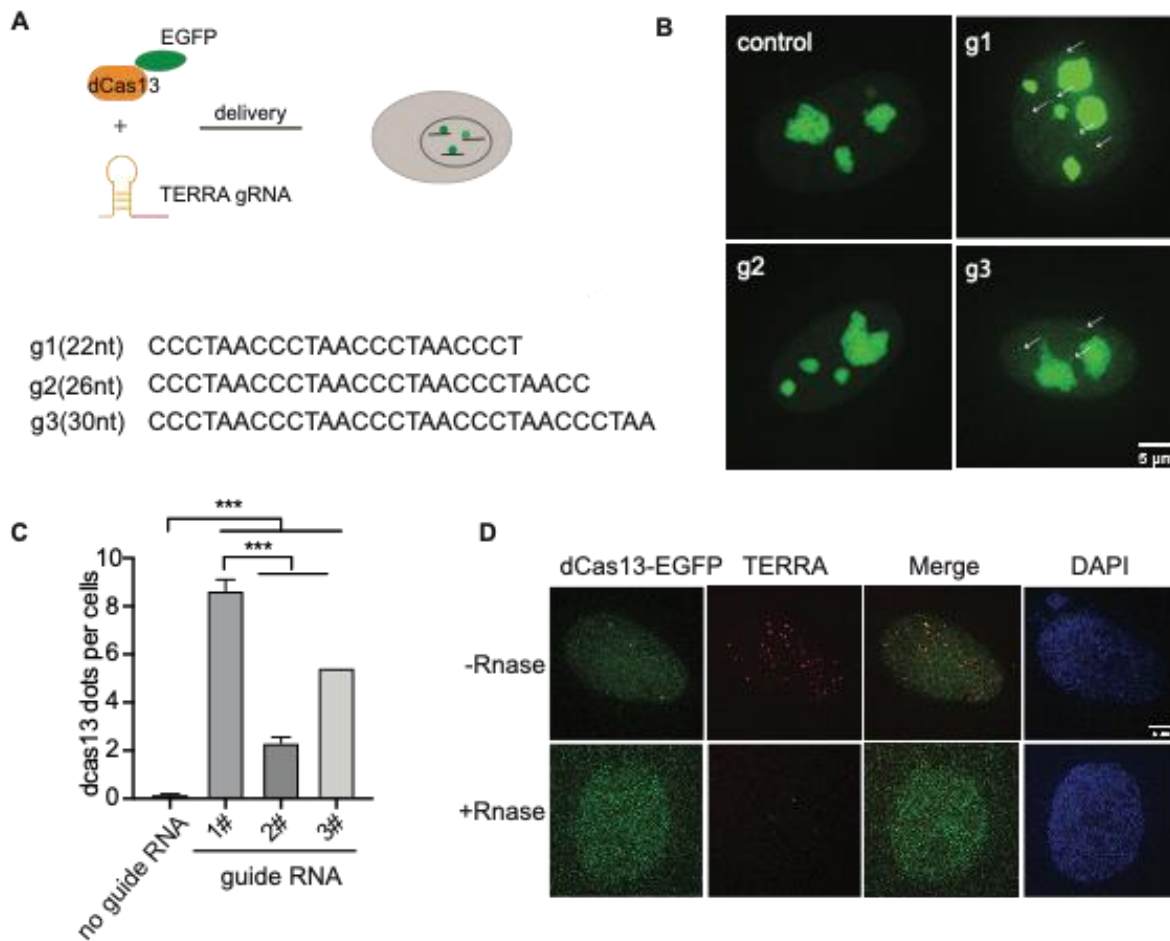 A
EGFP
dCas13
+
delivery
TERRA gRNA
g1(22nt) CCCTAACCCTAACCCTAACCCT
g2(26nt) CCCTAACCCTAACCCTAACCCTAACC
g3(30nt) CCCTAACCCTAACCCTAACCCTAACCCTAA
B
control
g1
g2
g3
5 µm
C
***
***
dcas13 dots per cells
10
8
6
4
2
0
no guide RNA
1#
2#
3#
guide RNA
D
dCas13-EGFP TERRA Merge DAPI
-Rnase
+Rnase